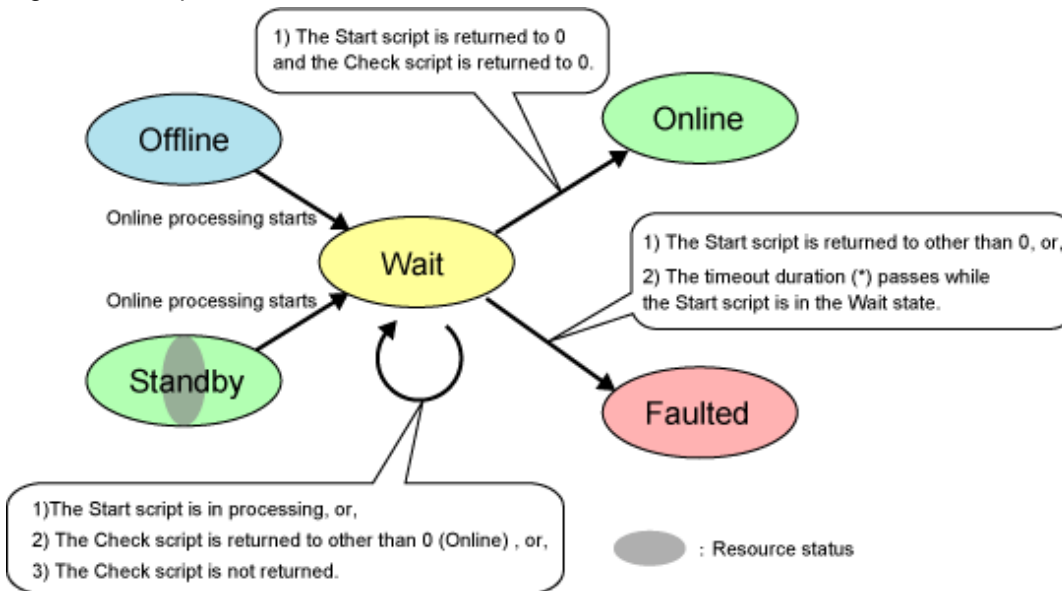 1) The Start script is returned to 0
and the Check script is returned to 0.
Offline
Online
Online processing starts
Wait
1) The Start script is returned to other than 0, or,
2) The timeout duration (*) passes while
the Start script is in the Wait state.
Online processing starts
Standby
Faulted
1)The Start script is in processing, or,
2) The Check script is returned to other than 0 (Online) , or,
3) The Check script is not returned.
: Resource status